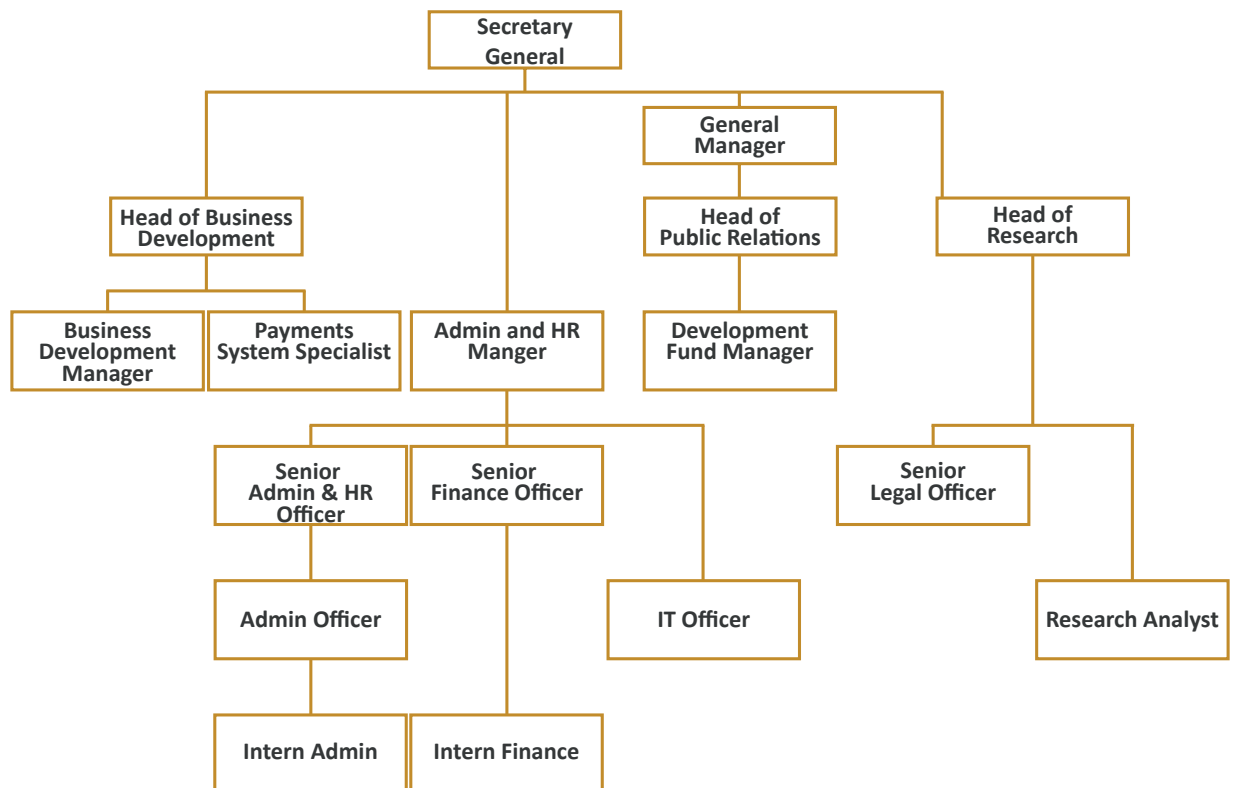 Secretary
General
General
Manager
Head of Business
Development
Head of
Public Relations
Head of
Research
Business
Development
Manager
Payments
System Specialist
Admin and HR
Manger
Development
Fund Manager
Senior
Admin & HR
Officer
Senior
Finance Officer
Senior
Legal Officer
Admin Officer
IT Officer
Research Analyst
Intern Admin
Intern Finance